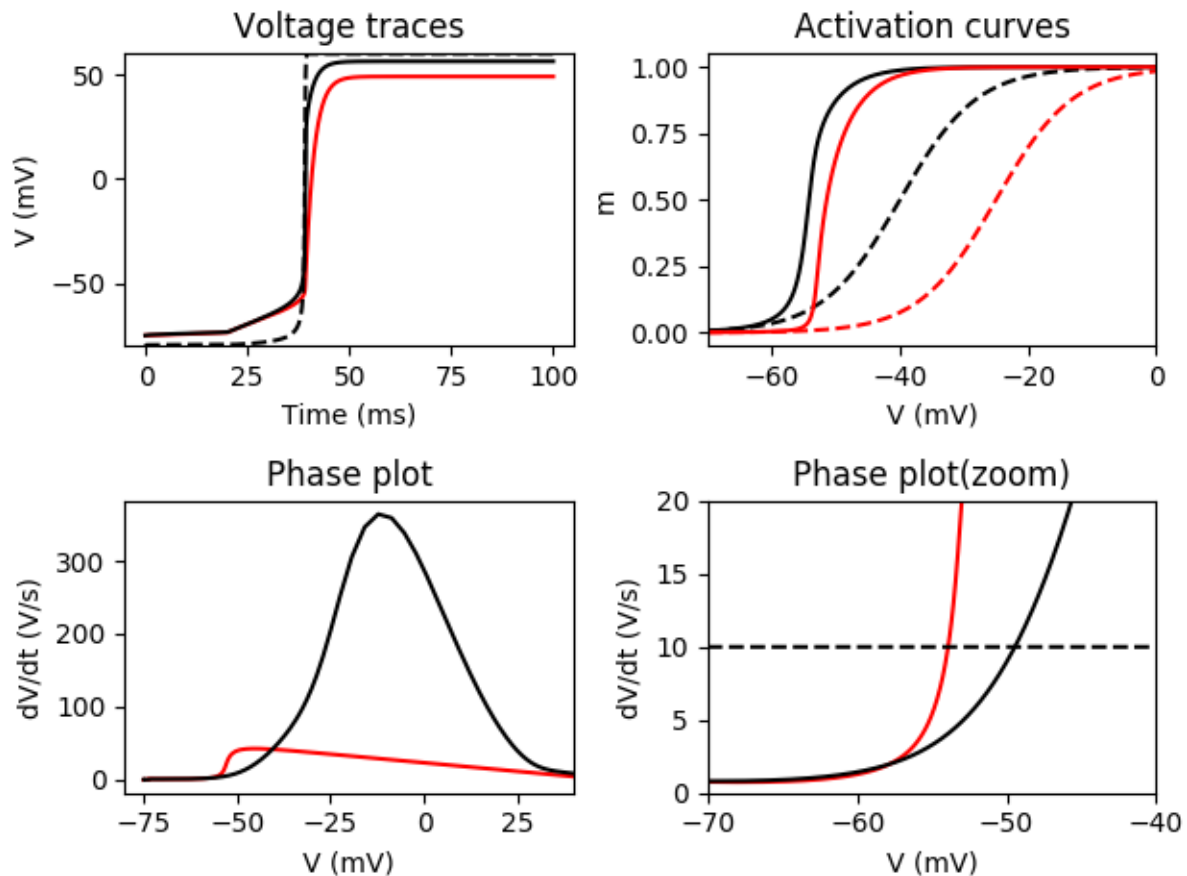 Voltage traces
50
0
−50
V (mV)
0
25
50
75
100
Time (ms)
Activation curves
1.00
0.75
0.50
0.25
0.00
m
−60
−40
−20
0
V (mV)
Phase plot
300
200
100
0
dV/dt (V/s)
−75
−50
−25
0
25
V (mV)
Phase plot(zoom)
20
15
10
5
0
dV/dt (V/s)
−70
−60
−50
−40
V (mV)